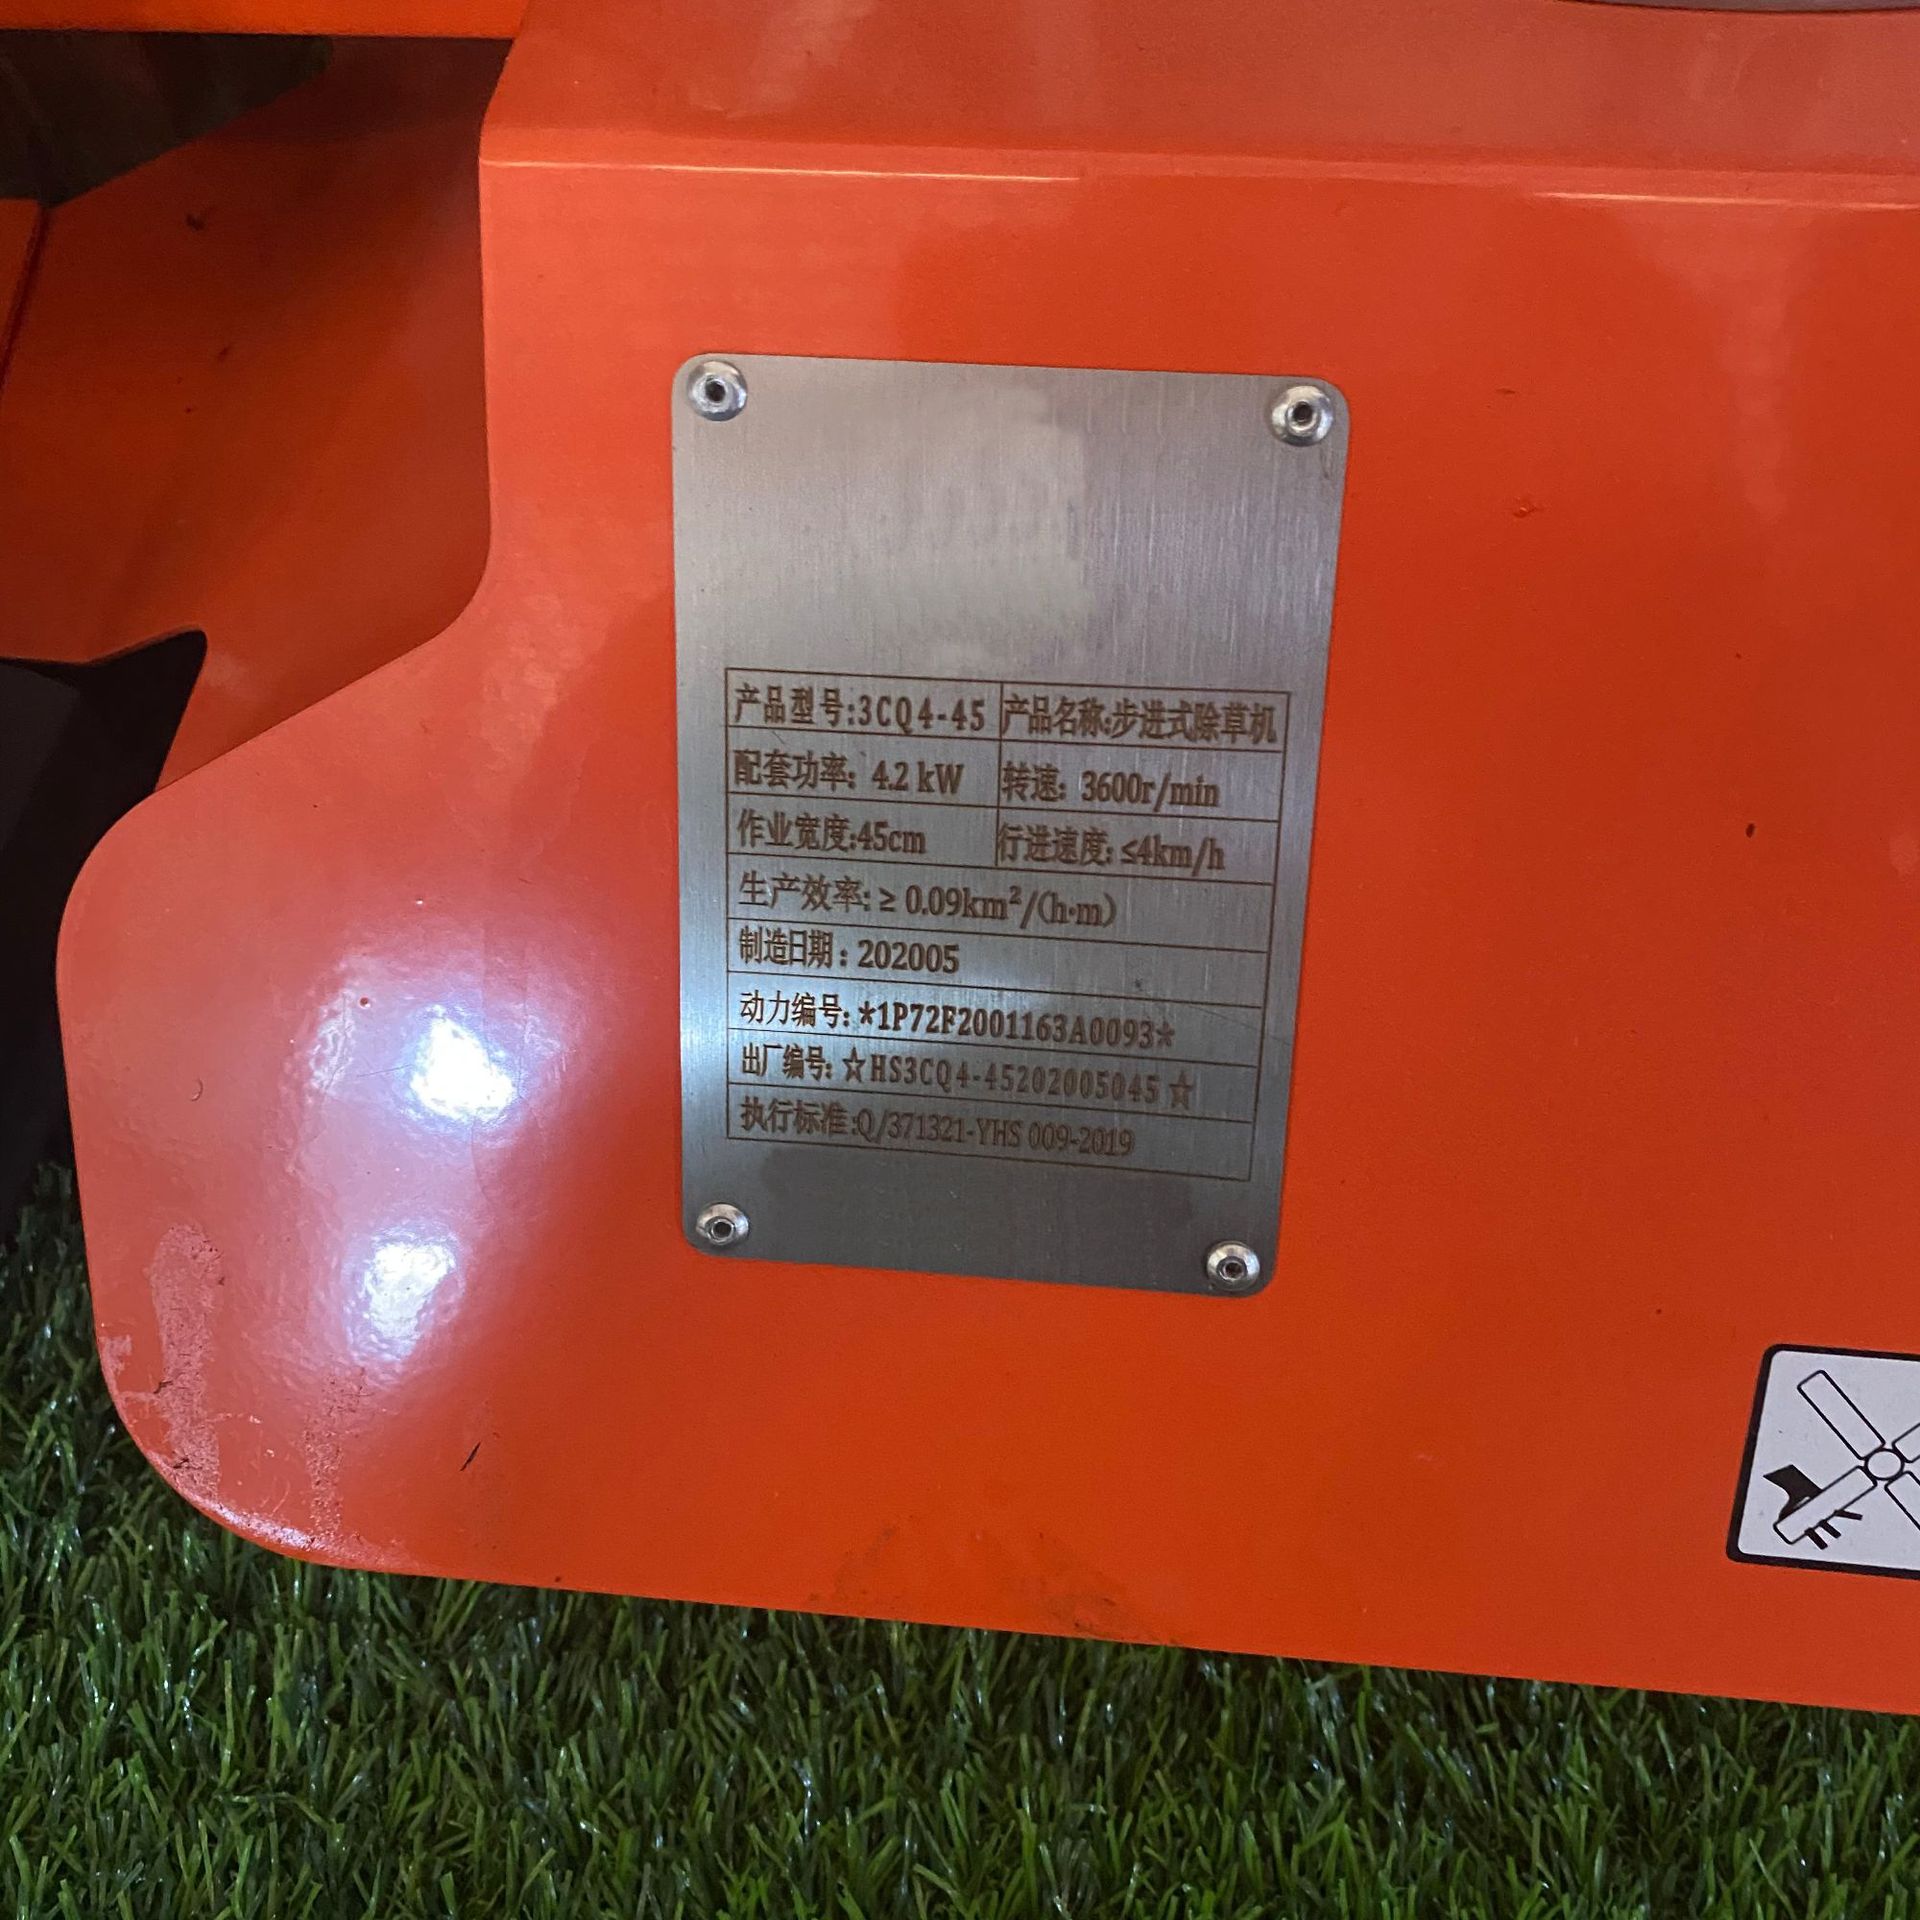 产品型号:3CQ4-45 产品名称:步进式除草机
配套功率: 4.2 kW 转速: 3600r/min
作业宽度:45cm 行进速度: ≤4km/h
生产效率: ≥ 0.09km²/(h·m)
制造日期: 202005
动力编号: *1P72F2001163A0093*
出厂编号: ☆HS3CQ4-45202005045☆
执行标准:Q/371321-YHS 009-2019